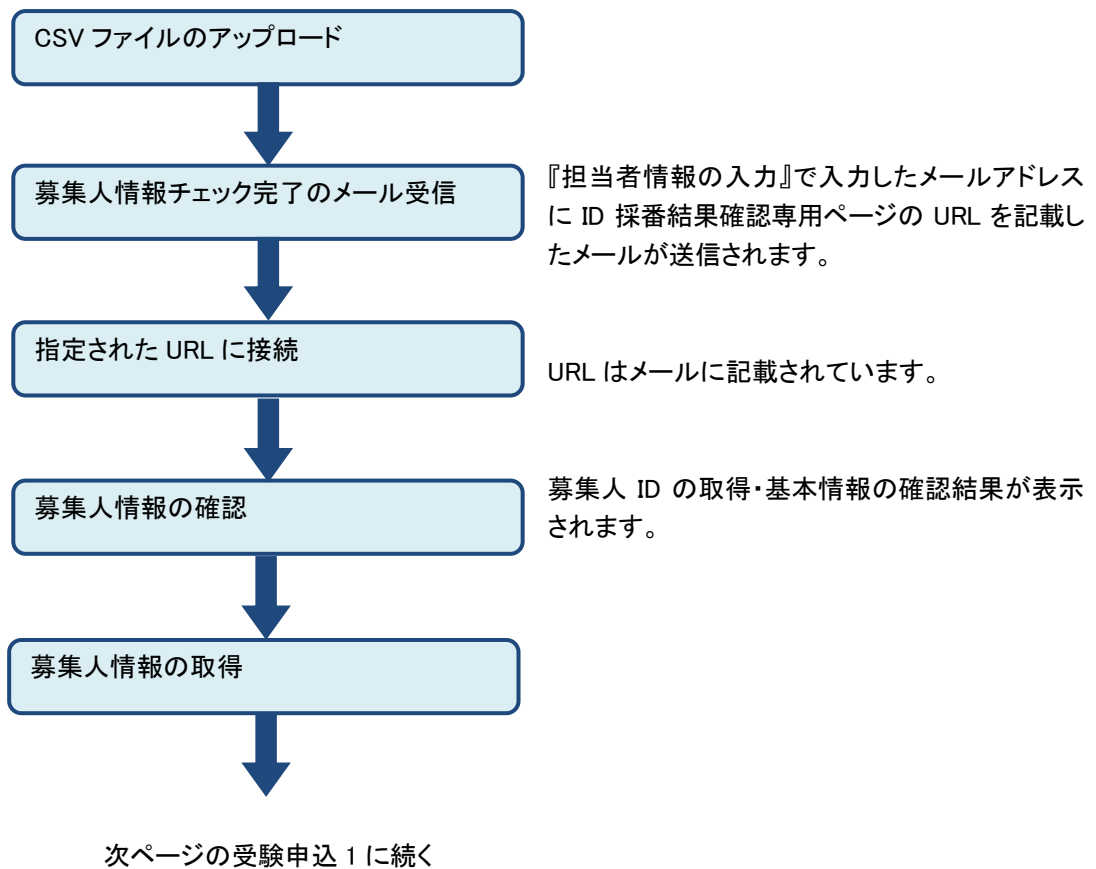 CSV ファイルのアップロード
募集人情報チェック完了のメール受信
『担当者情報の入力』で入力したメールアドレス
に ID 採番結果確認専用ページの URL を記載し
たメールが送信されます。
指定された URL に接続
URL はメールに記載されています。
募集人情報の確認
募集人 ID の取得・基本情報の確認結果が表示
されます。
募集人情報の取得
次ページの受験申込 1 に続く